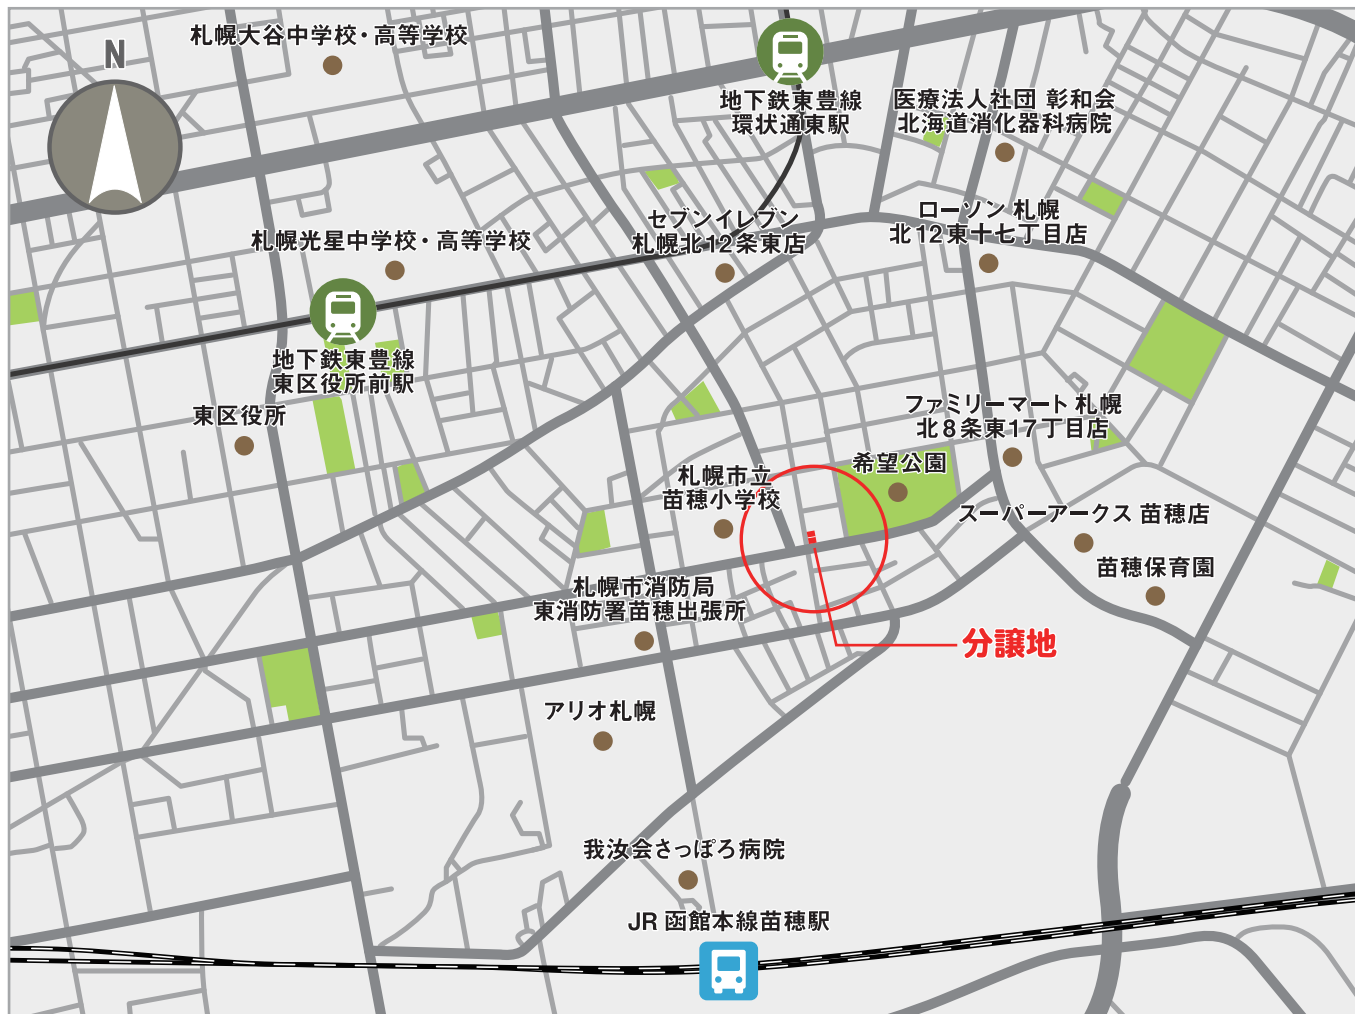 札幌大谷中学校・高等学校
N
地下鉄東豊線
環状通東駅
医療法人社団 彰和会
北海道消化器科病院
セブンイレブン
札幌北12条東店
ローソン 札幌
北12東十七丁目店
札幌光星中学校・高等学校
地下鉄東豊線
東区役所前駅
東区役所
ファミリーマート 札幌
北8条東17丁目店
希望公園
札幌市立
苗穂小学校
スーパーアークス 苗穂店
苗穂保育園
札幌市消防局
東消防署苗穂出張所
分譲地
アリオ札幌
我汝会さっぽろ病院
JR 函館本線苗穂駅